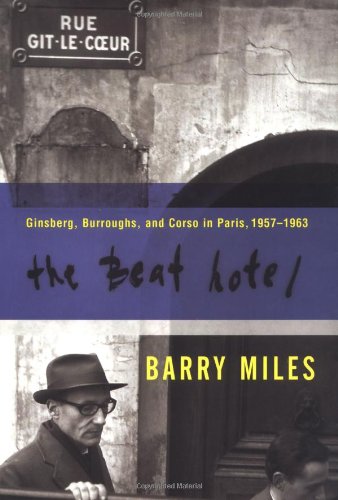 RUE
GIT-LE-CŒUR
Ginsberg, Burroughs, and Corso in Paris, 1957–1963
the Beat hotel
BARRY MILES